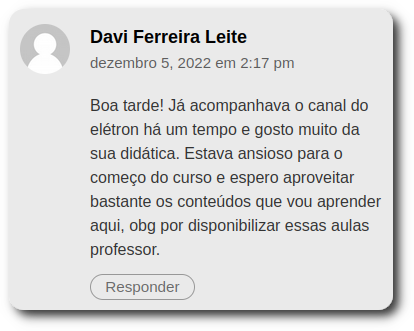 Davi Ferreira Leite
dezembro 5, 2022 em 2:17 pm
Boa tarde! Já acompanhava o canal do
elétron há um tempo e gosto muito da
sua didática. Estava ansioso para o
começo do curso e espero aproveitar
bastante os conteúdos que vou aprender
aqui, obg por disponibilizar essas aulas
professor.
Responder